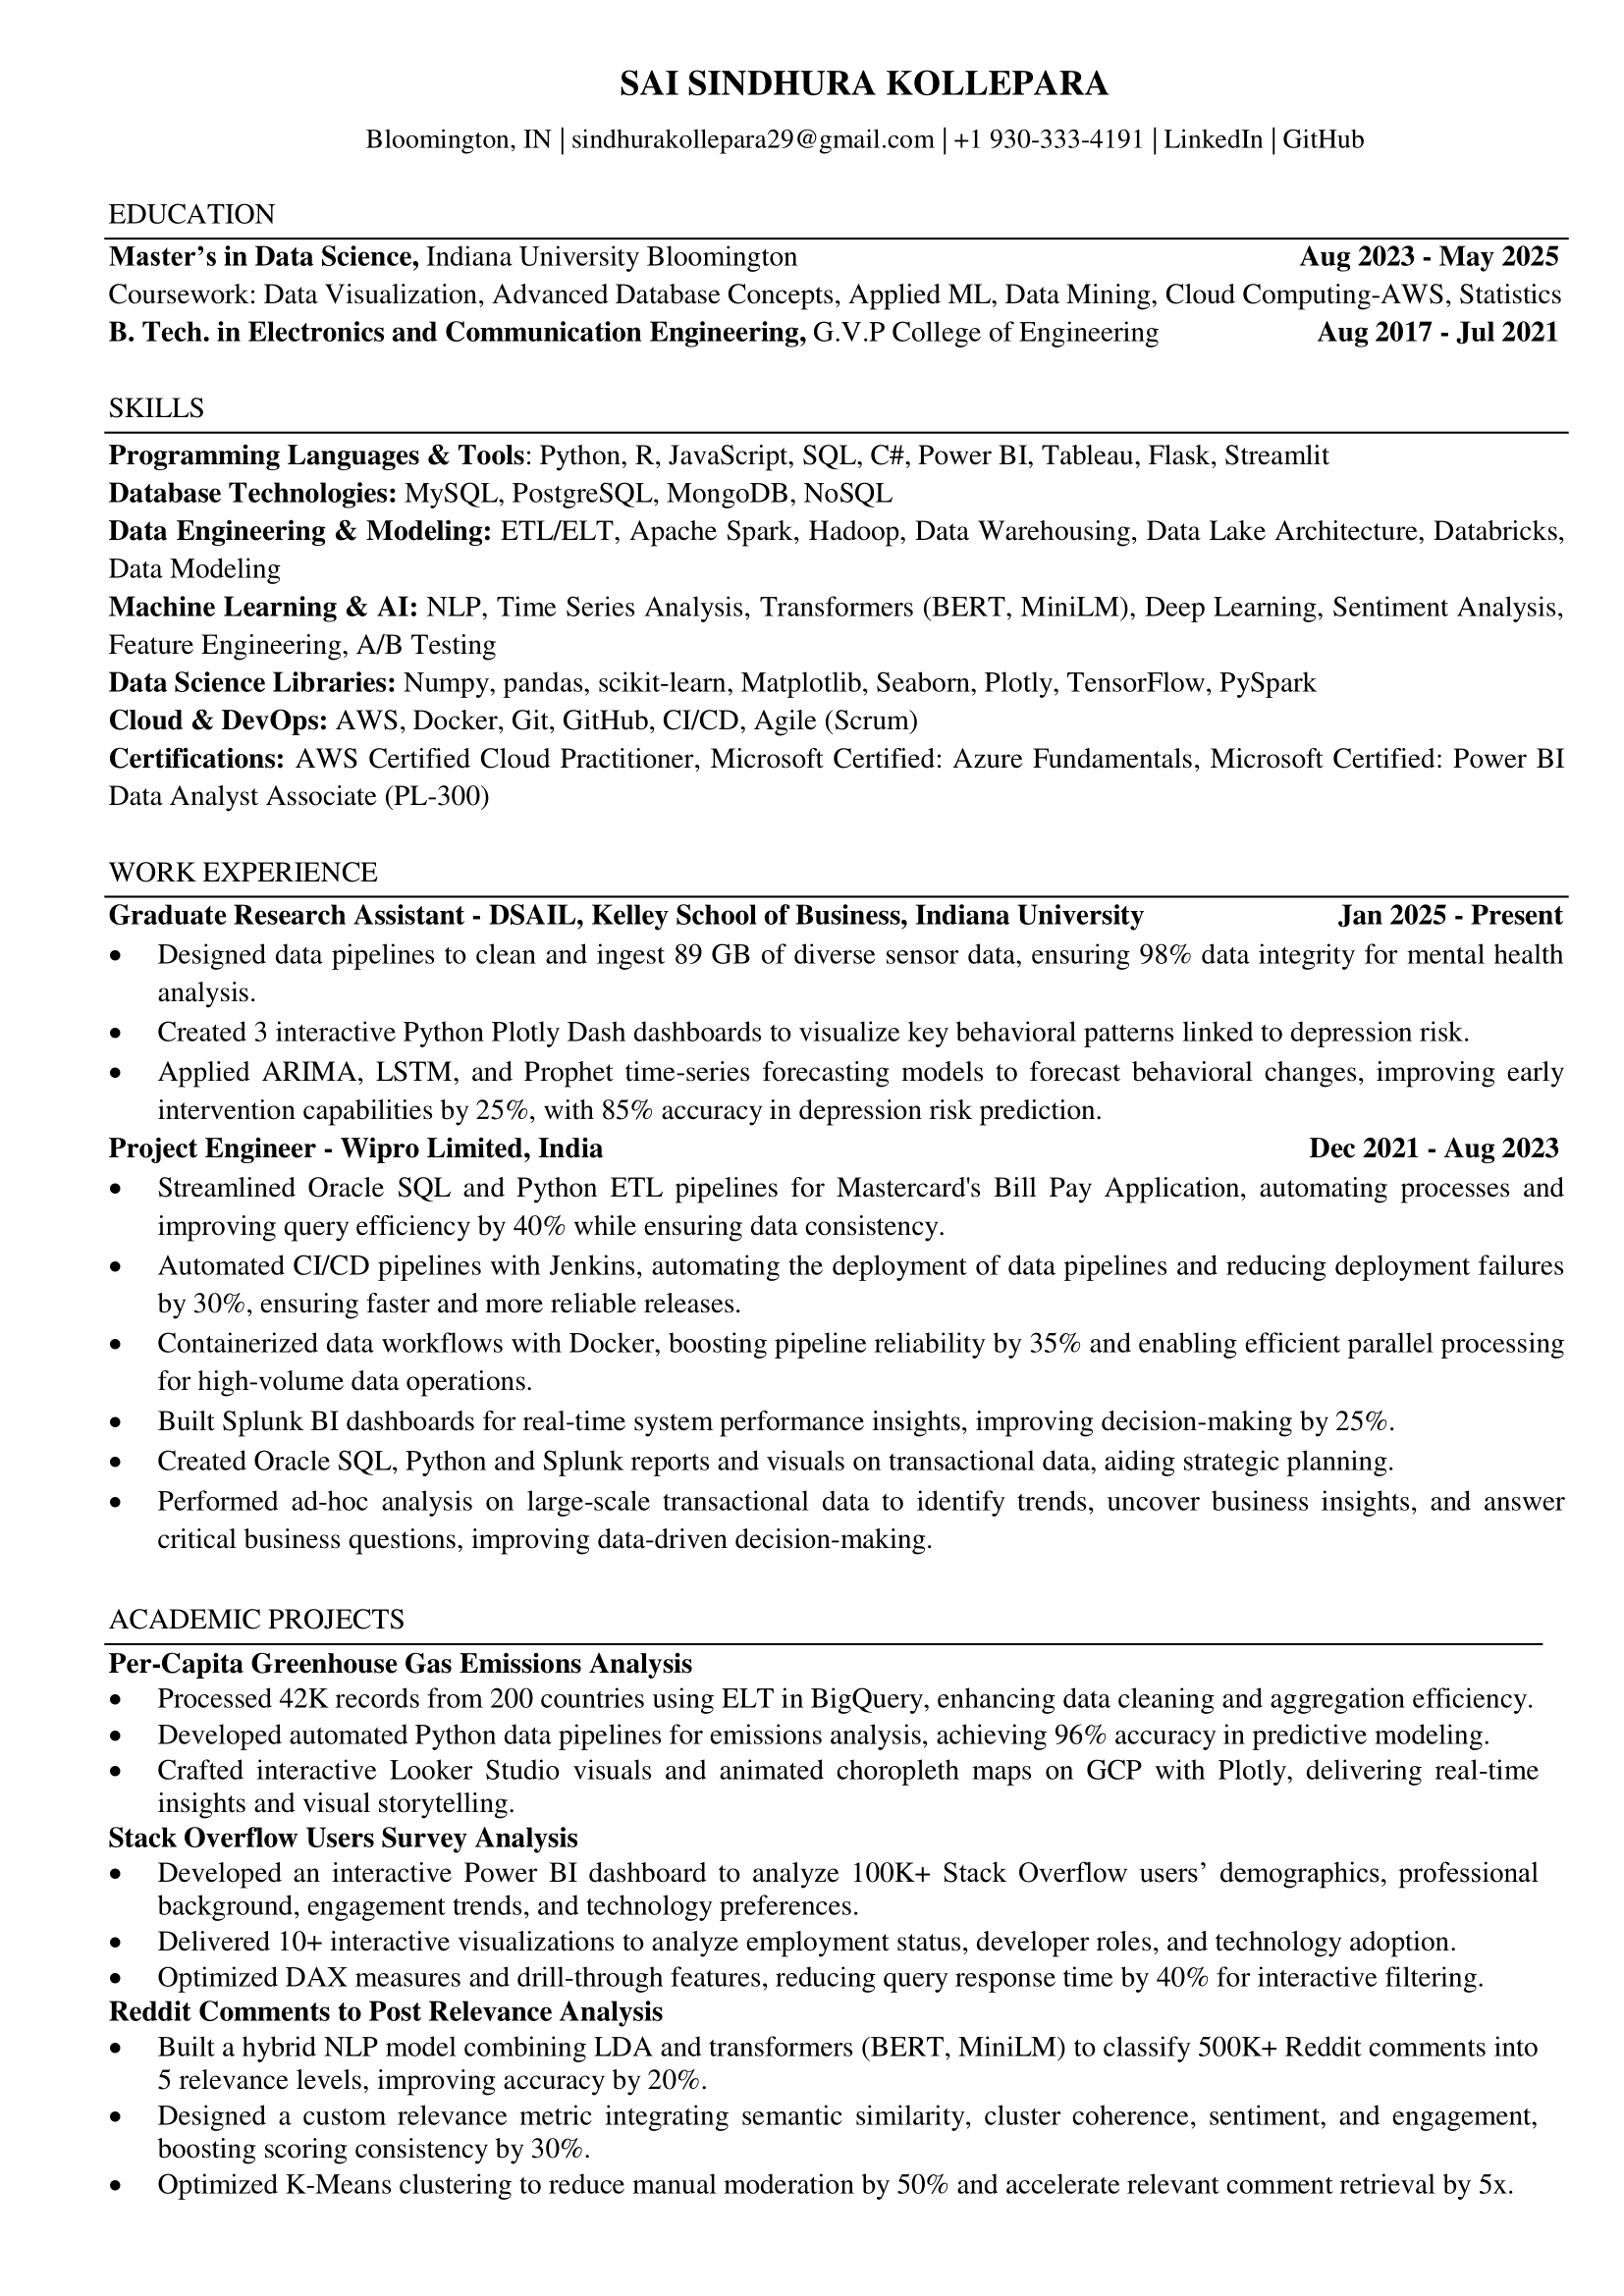 SAI SINDHURA KOLLEPARA
Bloomington, IN | sindhurakollepara29@gmail.com | +1 930-333-4191 | LinkedIn | GitHub
EDUCATION
Master’s in Data Science, Indiana University Bloomington Aug 2023 - May 2025
Coursework: Data Visualization, Advanced Database Concepts, Applied ML, Data Mining, Cloud Computing-AWS, Statistics
B. Tech. in Electronics and Communication Engineering, G.V.P College of Engineering Aug 2017 - Jul 2021
SKILLS
Programming Languages & Tools: Python, R, JavaScript, SQL, C#, Power BI, Tableau, Flask, Streamlit
Database Technologies: MySQL, PostgreSQL, MongoDB, NoSQL
Data Engineering & Modeling: ETL/ELT, Apache Spark, Hadoop, Data Warehousing, Data Lake Architecture, Databricks,
Data Modeling
Machine Learning & AI: NLP, Time Series Analysis, Transformers (BERT, MiniLM), Deep Learning, Sentiment Analysis,
Feature Engineering, A/B Testing
Data Science Libraries: Numpy, pandas, scikit-learn, Matplotlib, Seaborn, Plotly, TensorFlow, PySpark
Cloud & DevOps: AWS, Docker, Git, GitHub, CI/CD, Agile (Scrum)
Certifications: AWS Certified Cloud Practitioner, Microsoft Certified: Azure Fundamentals, Microsoft Certified: Power BI
Data Analyst Associate (PL-300)
WORK EXPERIENCE
Graduate Research Assistant - DSAIL, Kelley School of Business, Indiana University Jan 2025 - Present
• Designed data pipelines to clean and ingest 89 GB of diverse sensor data, ensuring 98% data integrity for mental health
analysis.
• Created 3 interactive Python Plotly Dash dashboards to visualize key behavioral patterns linked to depression risk.
• Applied ARIMA, LSTM, and Prophet time-series forecasting models to forecast behavioral changes, improving early
intervention capabilities by 25%, with 85% accuracy in depression risk prediction.
Project Engineer - Wipro Limited, India Dec 2021 - Aug 2023
• Streamlined Oracle SQL and Python ETL pipelines for Mastercard's Bill Pay Application, automating processes and
improving query efficiency by 40% while ensuring data consistency.
• Automated CI/CD pipelines with Jenkins, automating the deployment of data pipelines and reducing deployment failures
by 30%, ensuring faster and more reliable releases.
• Containerized data workflows with Docker, boosting pipeline reliability by 35% and enabling efficient parallel processing
for high-volume data operations.
• Built Splunk BI dashboards for real-time system performance insights, improving decision-making by 25%.
• Created Oracle SQL, Python and Splunk reports and visuals on transactional data, aiding strategic planning.
• Performed ad-hoc analysis on large-scale transactional data to identify trends, uncover business insights, and answer
critical business questions, improving data-driven decision-making.
ACADEMIC PROJECTS
Per-Capita Greenhouse Gas Emissions Analysis
• Processed 42K records from 200 countries using ELT in BigQuery, enhancing data cleaning and aggregation efficiency.
• Developed automated Python data pipelines for emissions analysis, achieving 96% accuracy in predictive modeling.
• Crafted interactive Looker Studio visuals and animated choropleth maps on GCP with Plotly, delivering real-time
insights and visual storytelling.
Stack Overflow Users Survey Analysis
• Developed an interactive Power BI dashboard to analyze 100K+ Stack Overflow users’ demographics, professional
background, engagement trends, and technology preferences.
• Delivered 10+ interactive visualizations to analyze employment status, developer roles, and technology adoption.
• Optimized DAX measures and drill-through features, reducing query response time by 40% for interactive filtering.
Reddit Comments to Post Relevance Analysis
• Built a hybrid NLP model combining LDA and transformers (BERT, MiniLM) to classify 500K+ Reddit comments into
5 relevance levels, improving accuracy by 20%.
• Designed a custom relevance metric integrating semantic similarity, cluster coherence, sentiment, and engagement,
boosting scoring consistency by 30%.
• Optimized K-Means clustering to reduce manual moderation by 50% and accelerate relevant comment retrieval by 5x.